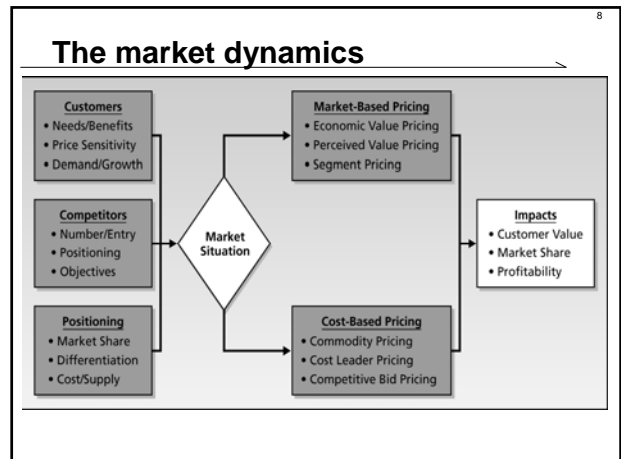 8
The market dynamics
Customers
• Needs/Benefits
• Price Sensitivity
• Demand/Growth
Competitors
• Number/Entry
• Positioning
• Objectives
Positioning
• Market Share
• Differentiation
• Cost/Supply
Market
Situation
Market-Based Pricing
• Economic Value Pricing
• Perceived Value Pricing
• Segment Pricing
Cost-Based Pricing
• Commodity Pricing
• Cost Leader Pricing
• Competitive Bid Pricing
Impacts
• Customer Value
• Market Share
• Profitability